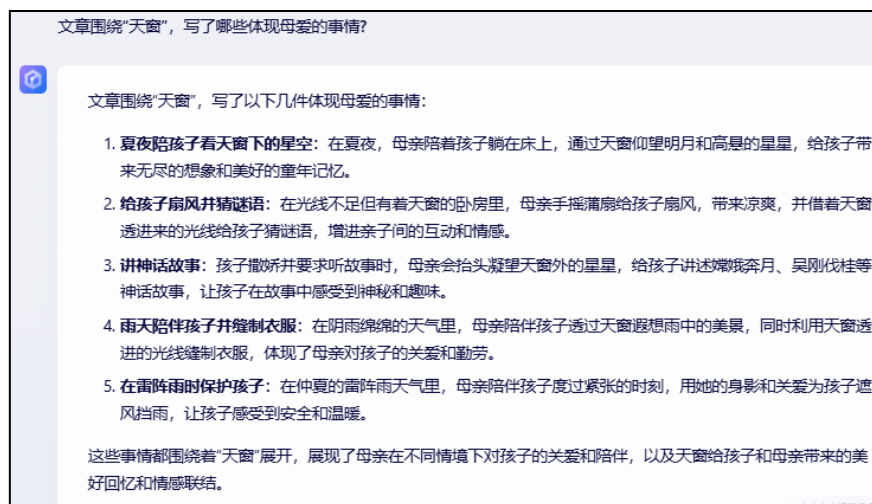 文章围绕“天窗”，写了哪些体现母爱的事情?
文章围绕“天窗”，写了以下几件体现母爱的事情：
1. 夏夜陪孩子看天窗下的星空：在夏夜，母亲陪着孩子躺在床上，通过天窗仰望明月和高悬的星星，给孩子带
来无尽的想象和美好的童年记忆。
2. 给孩子扇风并猜谜语：在光线不足但有着天窗的卧房里，母亲手摇蒲扇给孩子扇风，带来凉爽，并借着天窗
透进来的光线给孩子猜谜语，增进亲子间的互动和情感。
3. 讲神话故事：孩子撒娇并要求听故事时，母亲会抬头凝望天窗外的星星，给孩子讲述嫦娥奔月、吴刚伐桂等
神话故事，让孩子在故事中感受到神秘和趣味。
4. 雨天陪伴孩子并缝制衣服：在阴雨绵绵的天气里，母亲陪伴孩子透过天窗遐想雨中的美景，同时利用天窗透
进的光线缝制衣服，体现了母亲对孩子的关爱和勤劳。
5. 在雷阵雨时保护孩子：在仲夏的雷阵雨天气里，母亲陪伴孩子度过紧张的时刻，用她的身影和关爱为孩子遮
风挡雨，让孩子感受到安全和温暖。
这些事情都围绕着“天窗”展开，展现了母亲在不同情境下对孩子的关爱和陪伴，以及天窗给孩子和母亲带来的美
好回忆和情感联结。